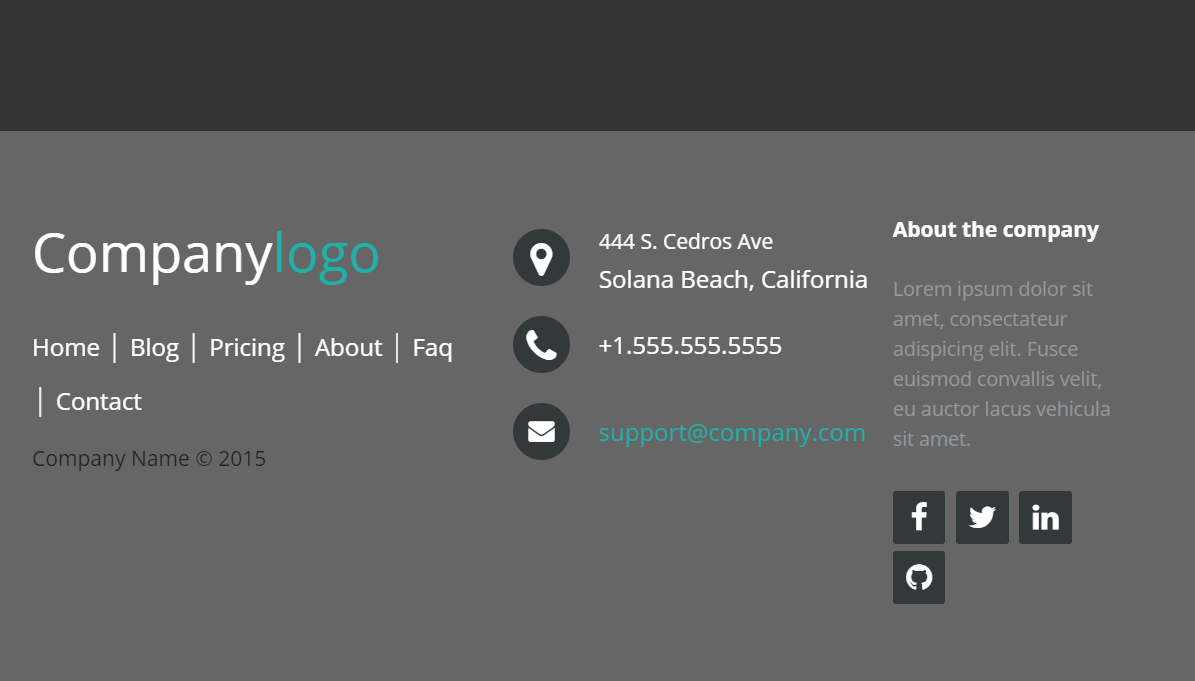 Companylogo
Home | Blog | Pricing | About | Faq
| Contact
Company Name © 2015
444 S. Cedros Ave
Solana Beach, California
+1.555.555.5555
support@company.com
About the company
Lorem ipsum dolor sit
amet, consectateur
adispicing elit. Fusce
euismod convallis velit,
eu auctor lacus vehicula
sit amet.